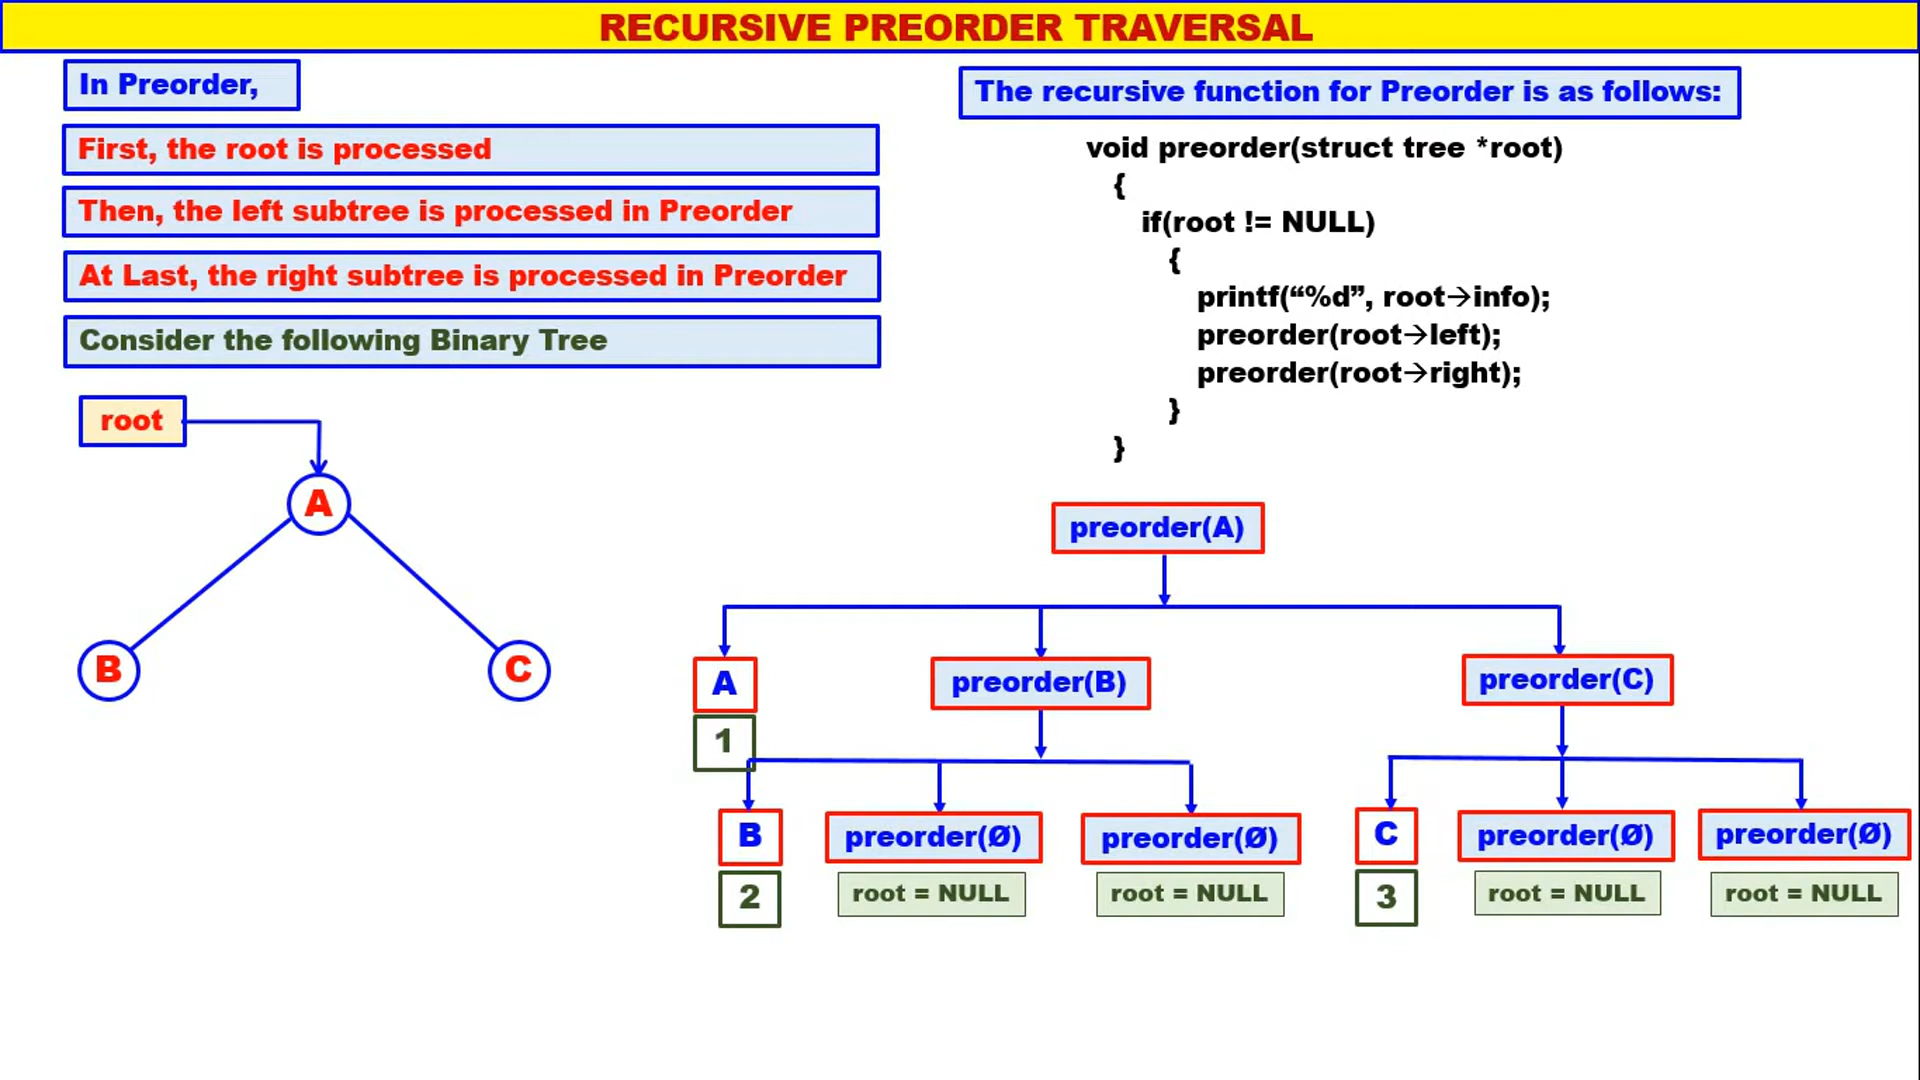 RECURSIVE PREORDER TRAVERSAL
In Preorder,
First, the root is processed
Then, the left subtree is processed in Preorder
At Last, the right subtree is processed in Preorder
Consider the following Binary Tree
root
A
B
C
The recursive function for Preorder is as follows:
void preorder(struct tree *root)
{
if(root != NULL)
{
printf(“%d”, root→info);
preorder(root→left);
preorder(root→right);
}
}
preorder(A)
A
preorder(B)
preorder(C)
1
B
preorder(Ø)
preorder(Ø)
C
preorder(Ø)
preorder(Ø)
2
root = NULL
root = NULL
3
root = NULL
root = NULL